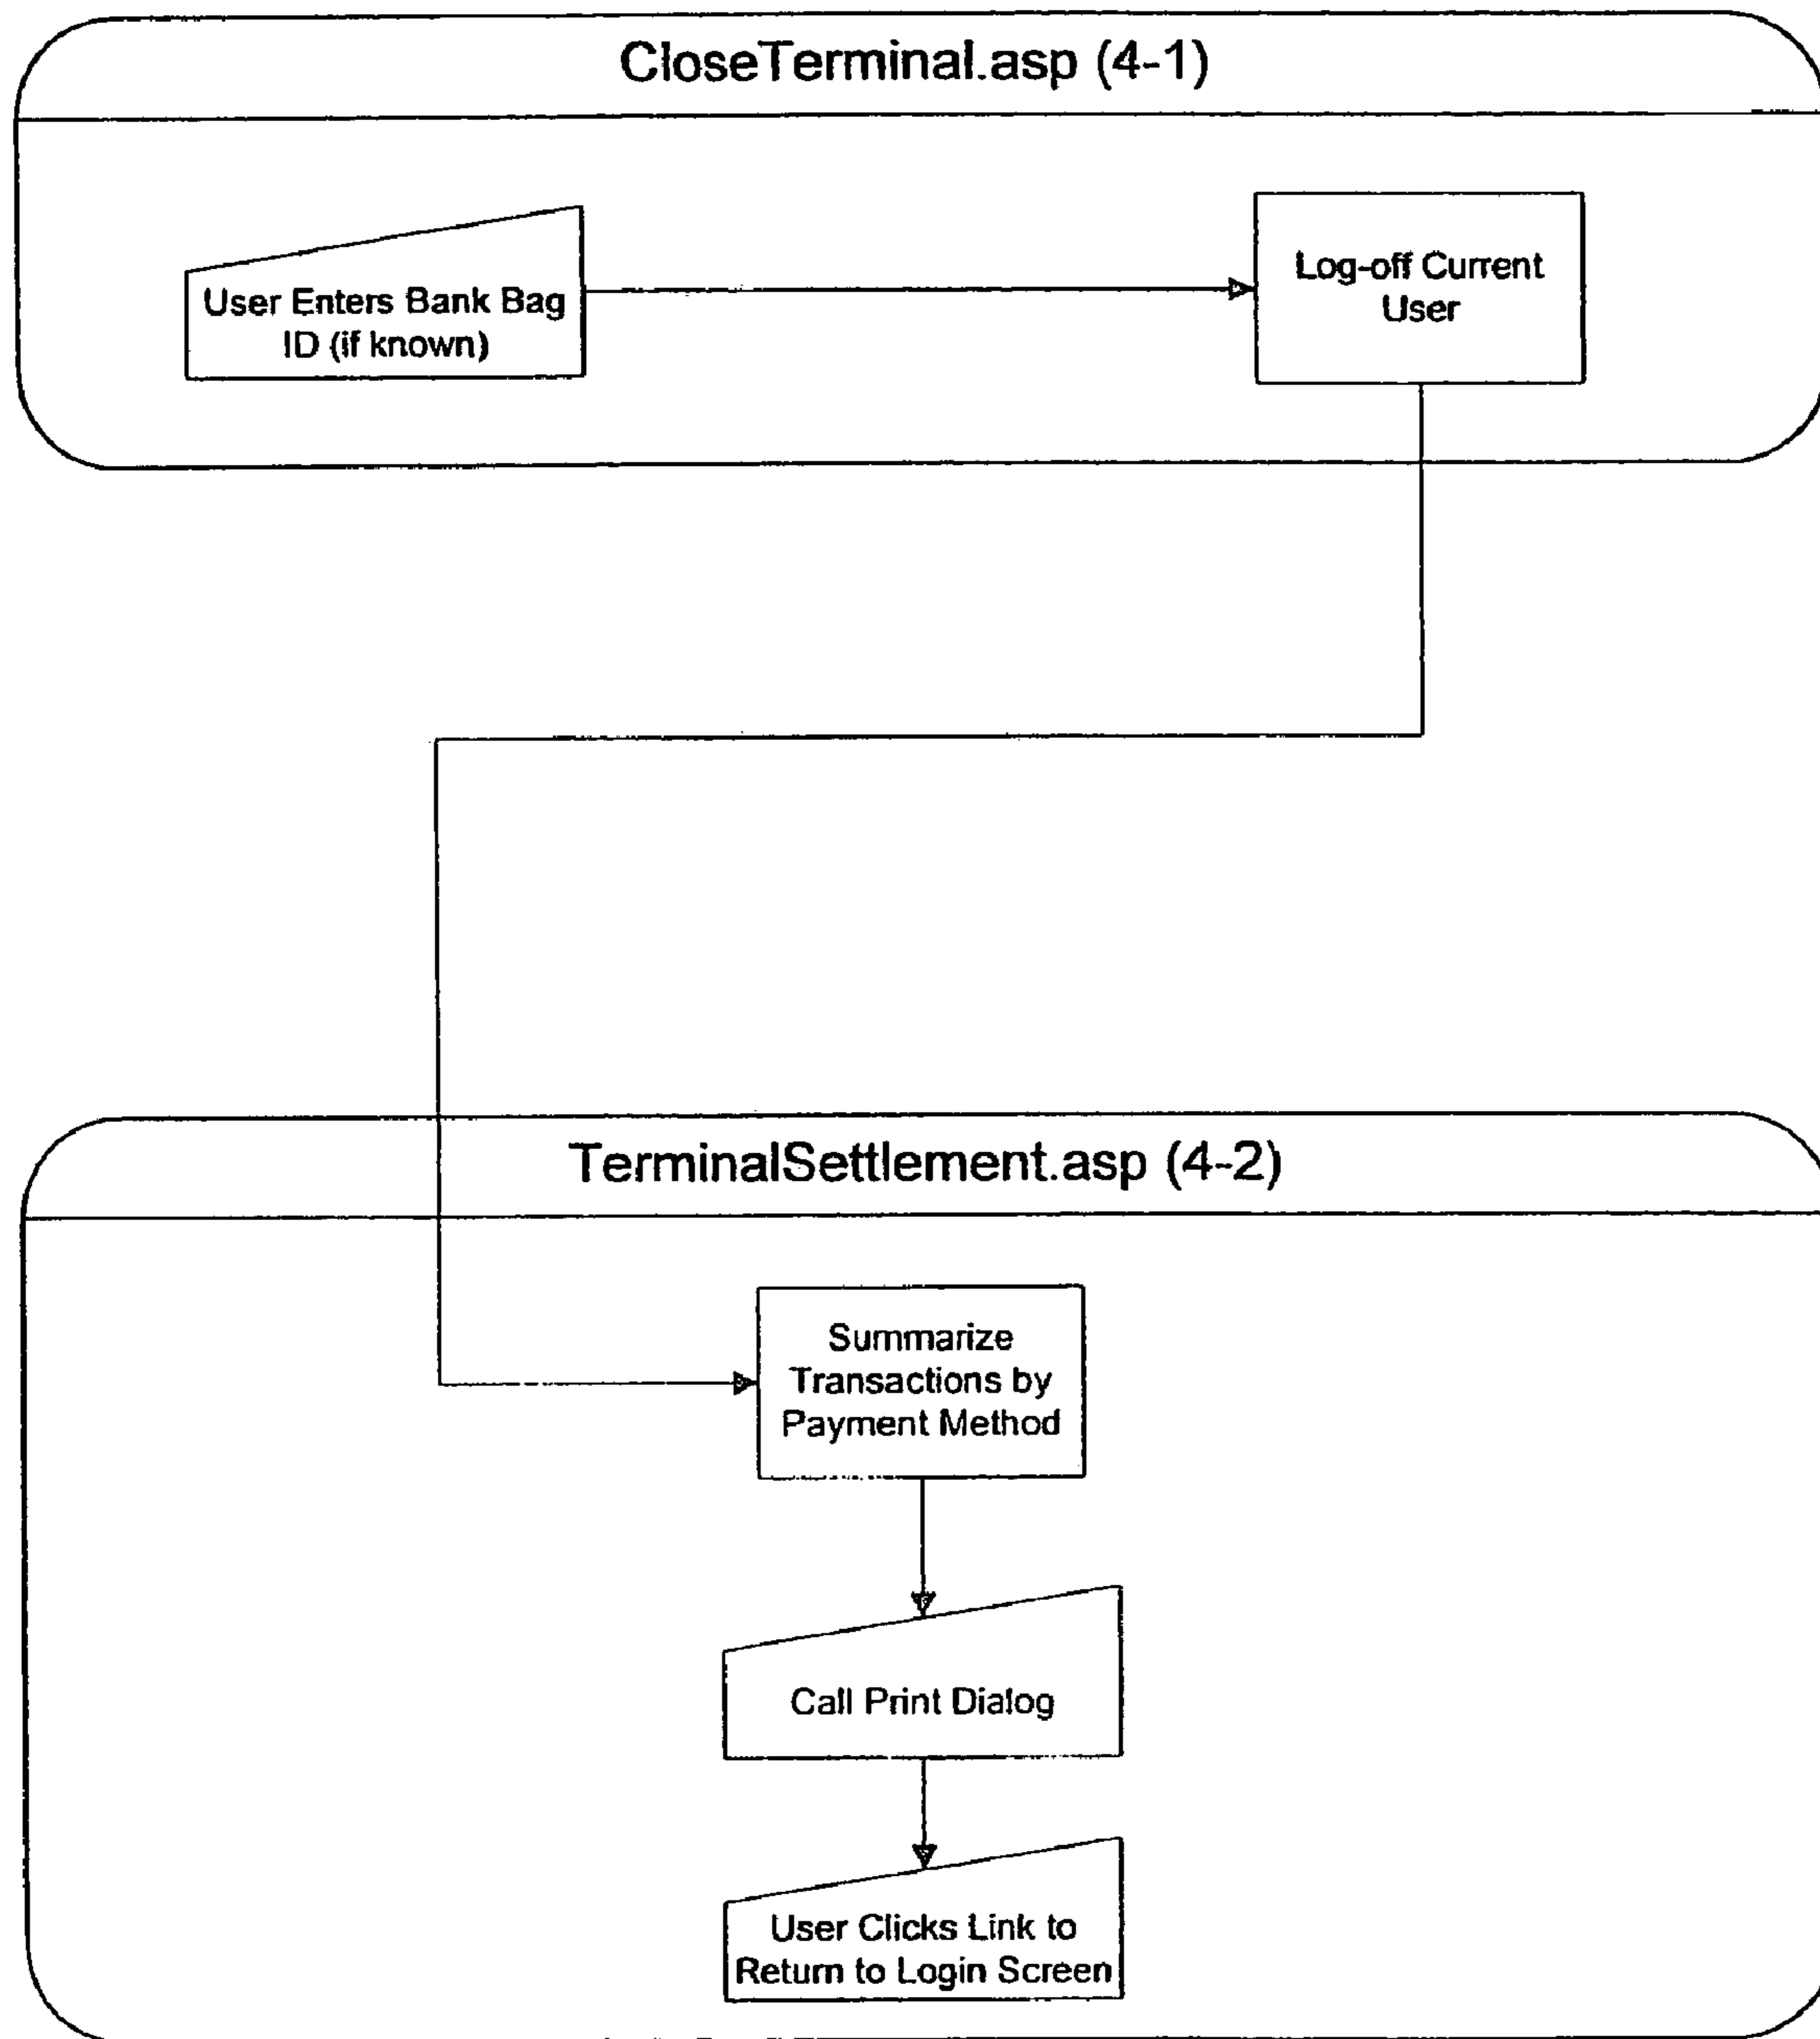 CloseTerminal.asp (4-1)
User Enters Bank Bag
ID (if known)
Log-off Current
User
TerminalSettlement.asp (4-2)
Summarize
Transactions by
Payment Method
Call Print Dialog
User Clicks Link to
Return to Login Screen